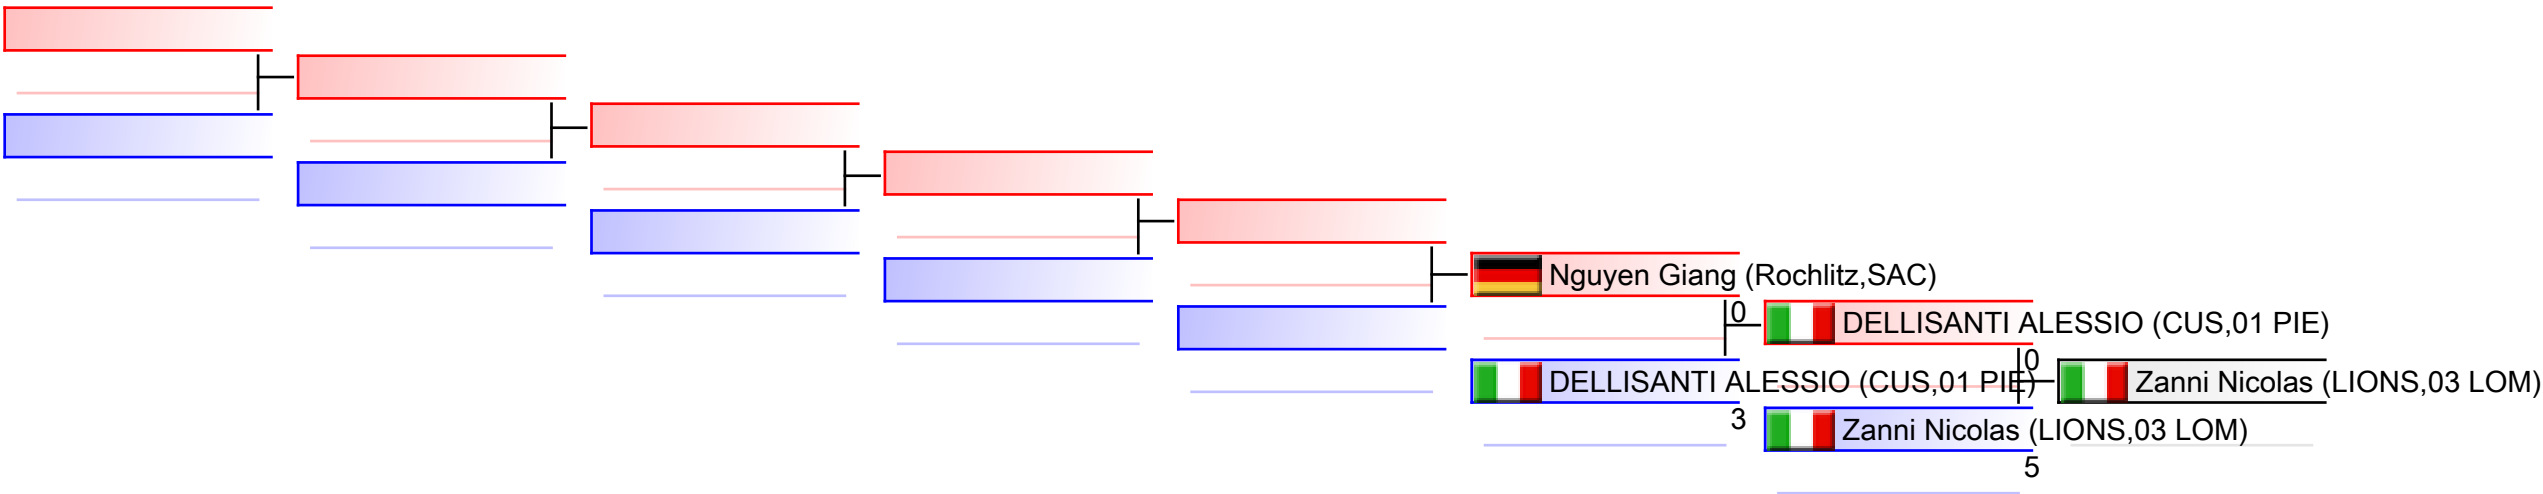 Nguyen Giang (Rochlitz,SAC)
0
DELLISANTI ALESSIO (CUS,01 PIE)
0
DELLISANTI ALESSIO (CUS,01 PIE)
Zanni Nicolas (LIONS,03 LOM)
3
Zanni Nicolas (LIONS,03 LOM)
5